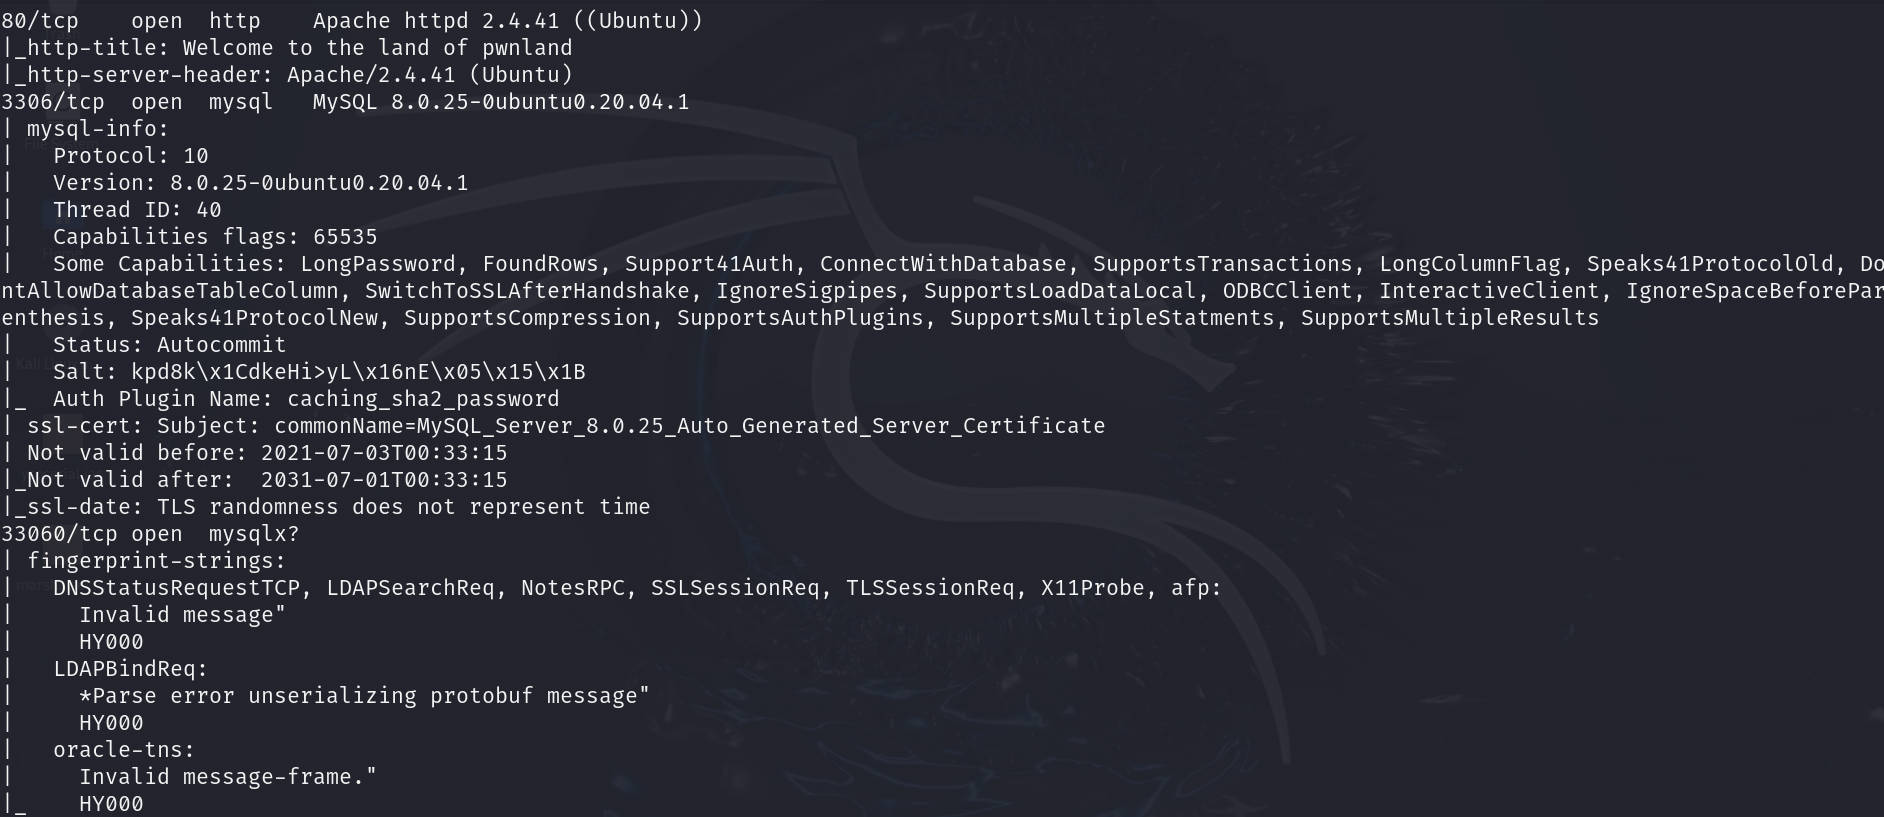 80/tcp    open  http    Apache httpd 2.4.41 ((Ubuntu))
|_http-title: Welcome to the land of pwnland
|_http-server-header: Apache/2.4.41 (Ubuntu)
3306/tcp  open  mysql   MySQL 8.0.25-0ubuntu0.20.04.1
| mysql-info:
|   Protocol: 10
|   Version: 8.0.25-0ubuntu0.20.04.1
|   Thread ID: 40
|   Capabilities flags: 65535
|   Some Capabilities: LongPassword, FoundRows, Support41Auth, ConnectWithDatabase, SupportsTransactions, LongColumnFlag, Speaks41ProtocolOld, Do
ntAllowDatabaseTableColumn, SwitchToSSLAfterHandshake, IgnoreSigpipes, SupportsLoadDataLocal, ODBCClient, InteractiveClient, IgnoreSpaceBeforePar
enthesis, Speaks41ProtocolNew, SupportsCompression, SupportsAuthPlugins, SupportsMultipleStatments, SupportsMultipleResults
|   Status: Autocommit
|   Salt: kpd8k\x1CdkeHi>yL\x16nE\x05\x15\x1B
|_  Auth Plugin Name: caching_sha2_password
| ssl-cert: Subject: commonName=MySQL_Server_8.0.25_Auto_Generated_Server_Certificate
| Not valid before: 2021-07-03T00:33:15
|_Not valid after:  2031-07-01T00:33:15
|_ssl-date: TLS randomness does not represent time
33060/tcp open  mysqlx?
| fingerprint-strings:
|   DNSStatusRequestTCP, LDAPSearchReq, NotesRPC, SSLSessionReq, TLSSessionReq, X11Probe, afp:
|     Invalid message"
|     HY000
|   LDAPBindReq:
|     *Parse error unserializing protobuf message"
|     HY000
|   oracle-tns:
|     Invalid message-frame."
|_    HY000